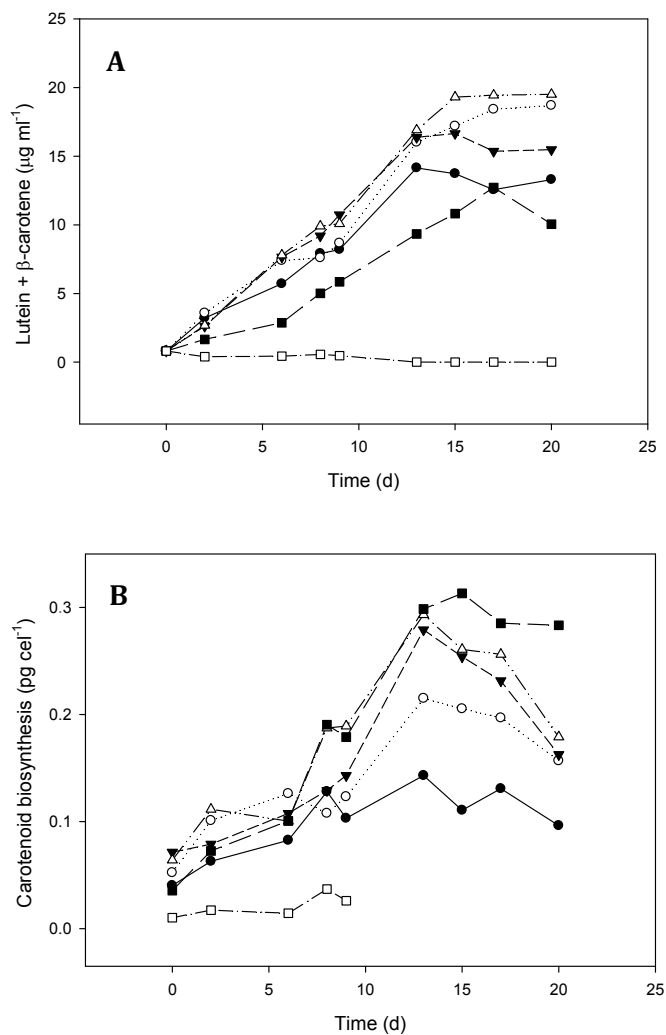 A
Lutein + β-carotene (μg ml⁻¹)
25
20
15
10
5
0
0 5 10 15 20 25
Time (d)
B
Carotenoid biosynthesis (pg cel⁻¹)
0.3
0.2
0.1
0.0
0 5 10 15 20 25
Time (d)